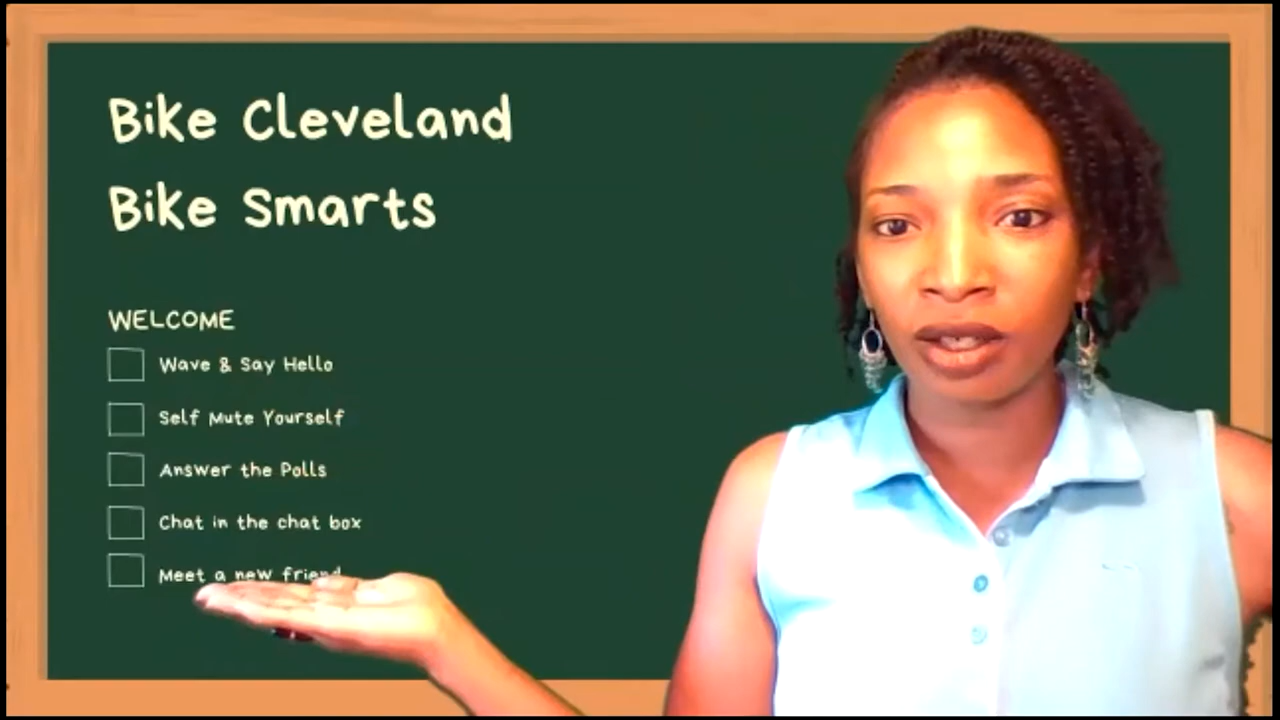 Bike Cleveland
Bike Smarts
WELCOME
Wave & Say Hello
Self Mute Yourself
Answer the Polls
Chat in the chat box
Meet a new friend